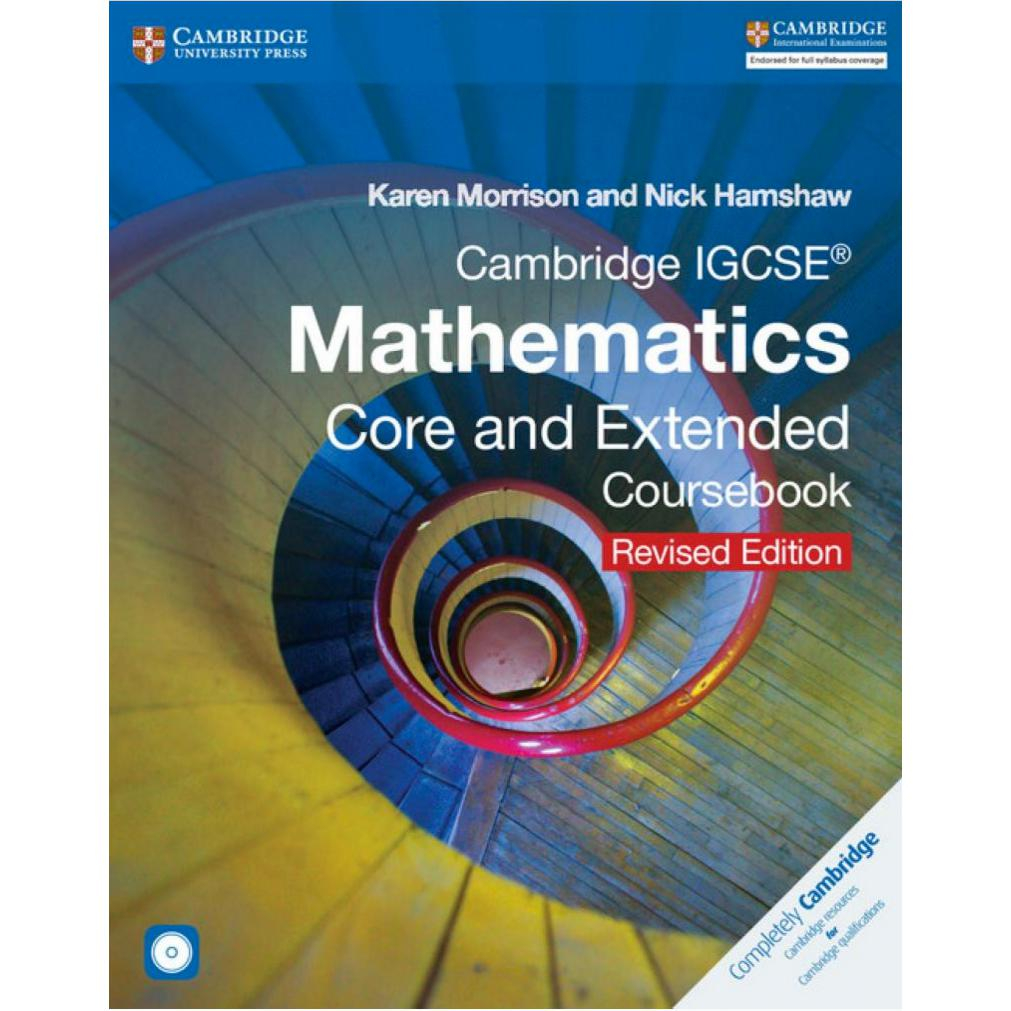 CAMBRIDGE
UNIVERSITY PRESS
CAMBRIDGE
International Examinations
Endorsed for full syllabus coverage
Karen Morrison and Nick Hamshaw
Cambridge IGCSE®
Mathematics
Core and Extended
Coursebook
Revised Edition
Completely Cambridge
Cambridge resources
for
Cambridge qualifications